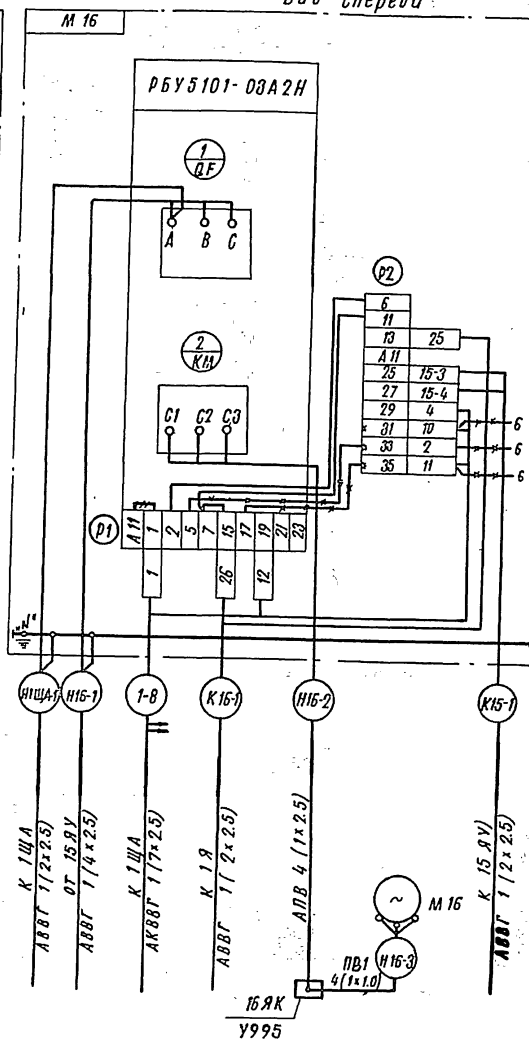 Вид спереди
М 16
РБУ5101-03А2Н
1
QF
А В С
Р2
6
11
13 25
А11
25 15-3
27 15-4
29 4
31 10 6
33 2 6
35 11 6
2
КМ
С1 С2 С3
Р1
А11 1 2 5 7 15 17 19 21 23
1 26 12
"N"
Н1ЩА-1 Н16-1 1-8 К16-1 Н16-2 К15-1
К 1ЩА
АВВГ 1(2×2.5)
ОТ 15ЯУ
АВВГ 1(4×2.5)
К 1ЩА
АКВВГ 1(7×2.5)
К 1Я
АВВГ 1(2×2.5)
АПВ 4(1×2.5)
К 15ЯУ
АВВГ 1(2×2.5)
~
М 16
Н16-3
ПВ1
4(1×1.0)
16ЯК
У995